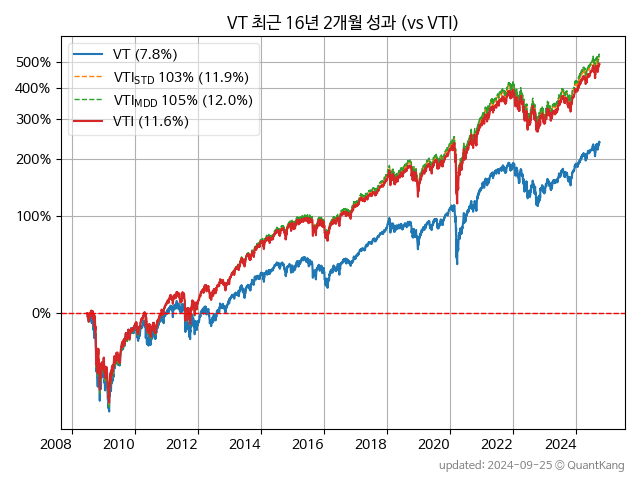 VT 최근 16년 2개월 성과 (vs VTI)
VT (7.8%)
VTI_STD 103% (11.9%)
VTI_MDD 105% (12.0%)
VTI (11.6%)
500%
400%
300%
200%
100%
0%
2008 2010 2012 2014 2016 2018 2020 2022 2024
updated: 2024-09-25 © QuantKang